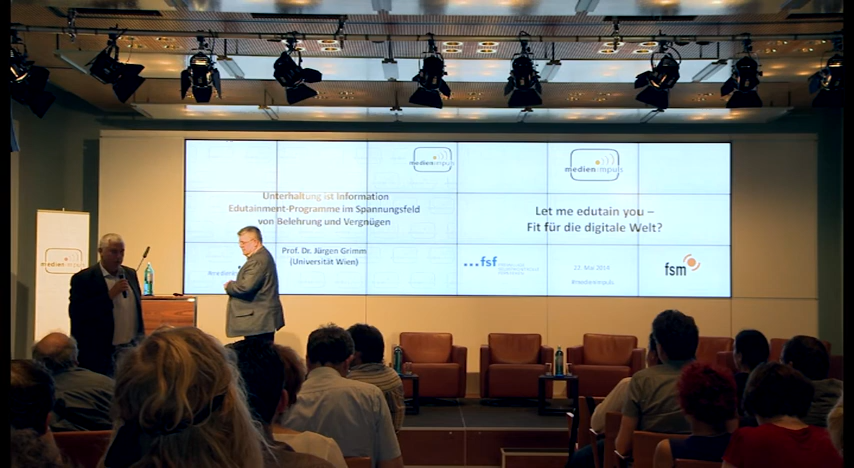 medienimpuls
Unterhaltung ist Information
Edutainment-Programme im Spannungsfeld
von Belehrung und Vergnügen
Prof. Dr. Jürgen Grimm
(Universität Wien)
medienimpuls
Let me edutain you –
Fit für die digitale Welt?
...fsf
22. Mai 2014
#medienimpuls
fsm
medienimpuls